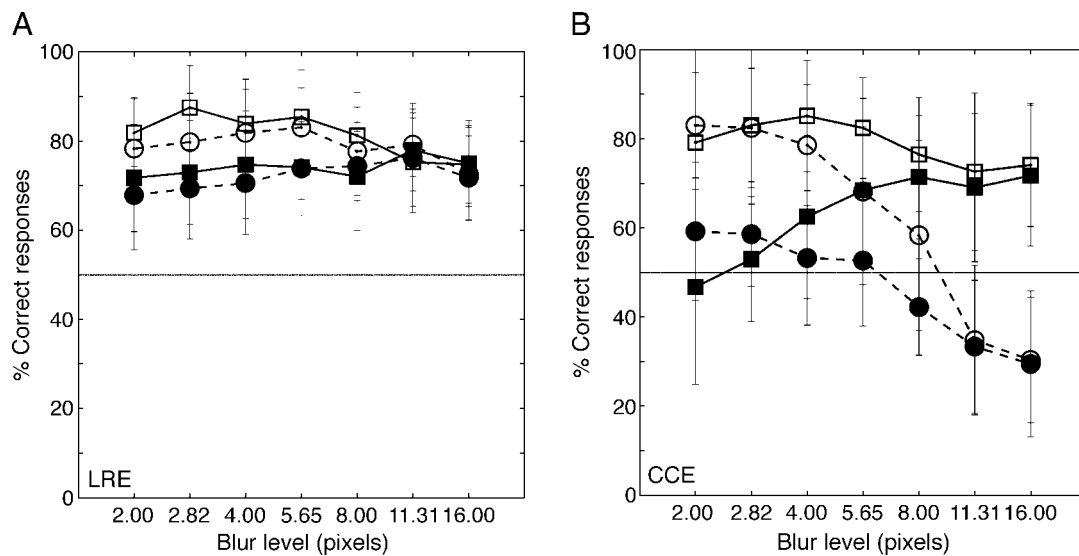 A
100
80
60
40
20
0
% Correct responses
LRE
2.00 2.82 4.00 5.65 8.00 11.31 16.00
Blur level (pixels)
B
100
80
60
40
20
0
% Correct responses
CCE
2.00 2.82 4.00 5.65 8.00 11.31 16.00
Blur level (pixels)